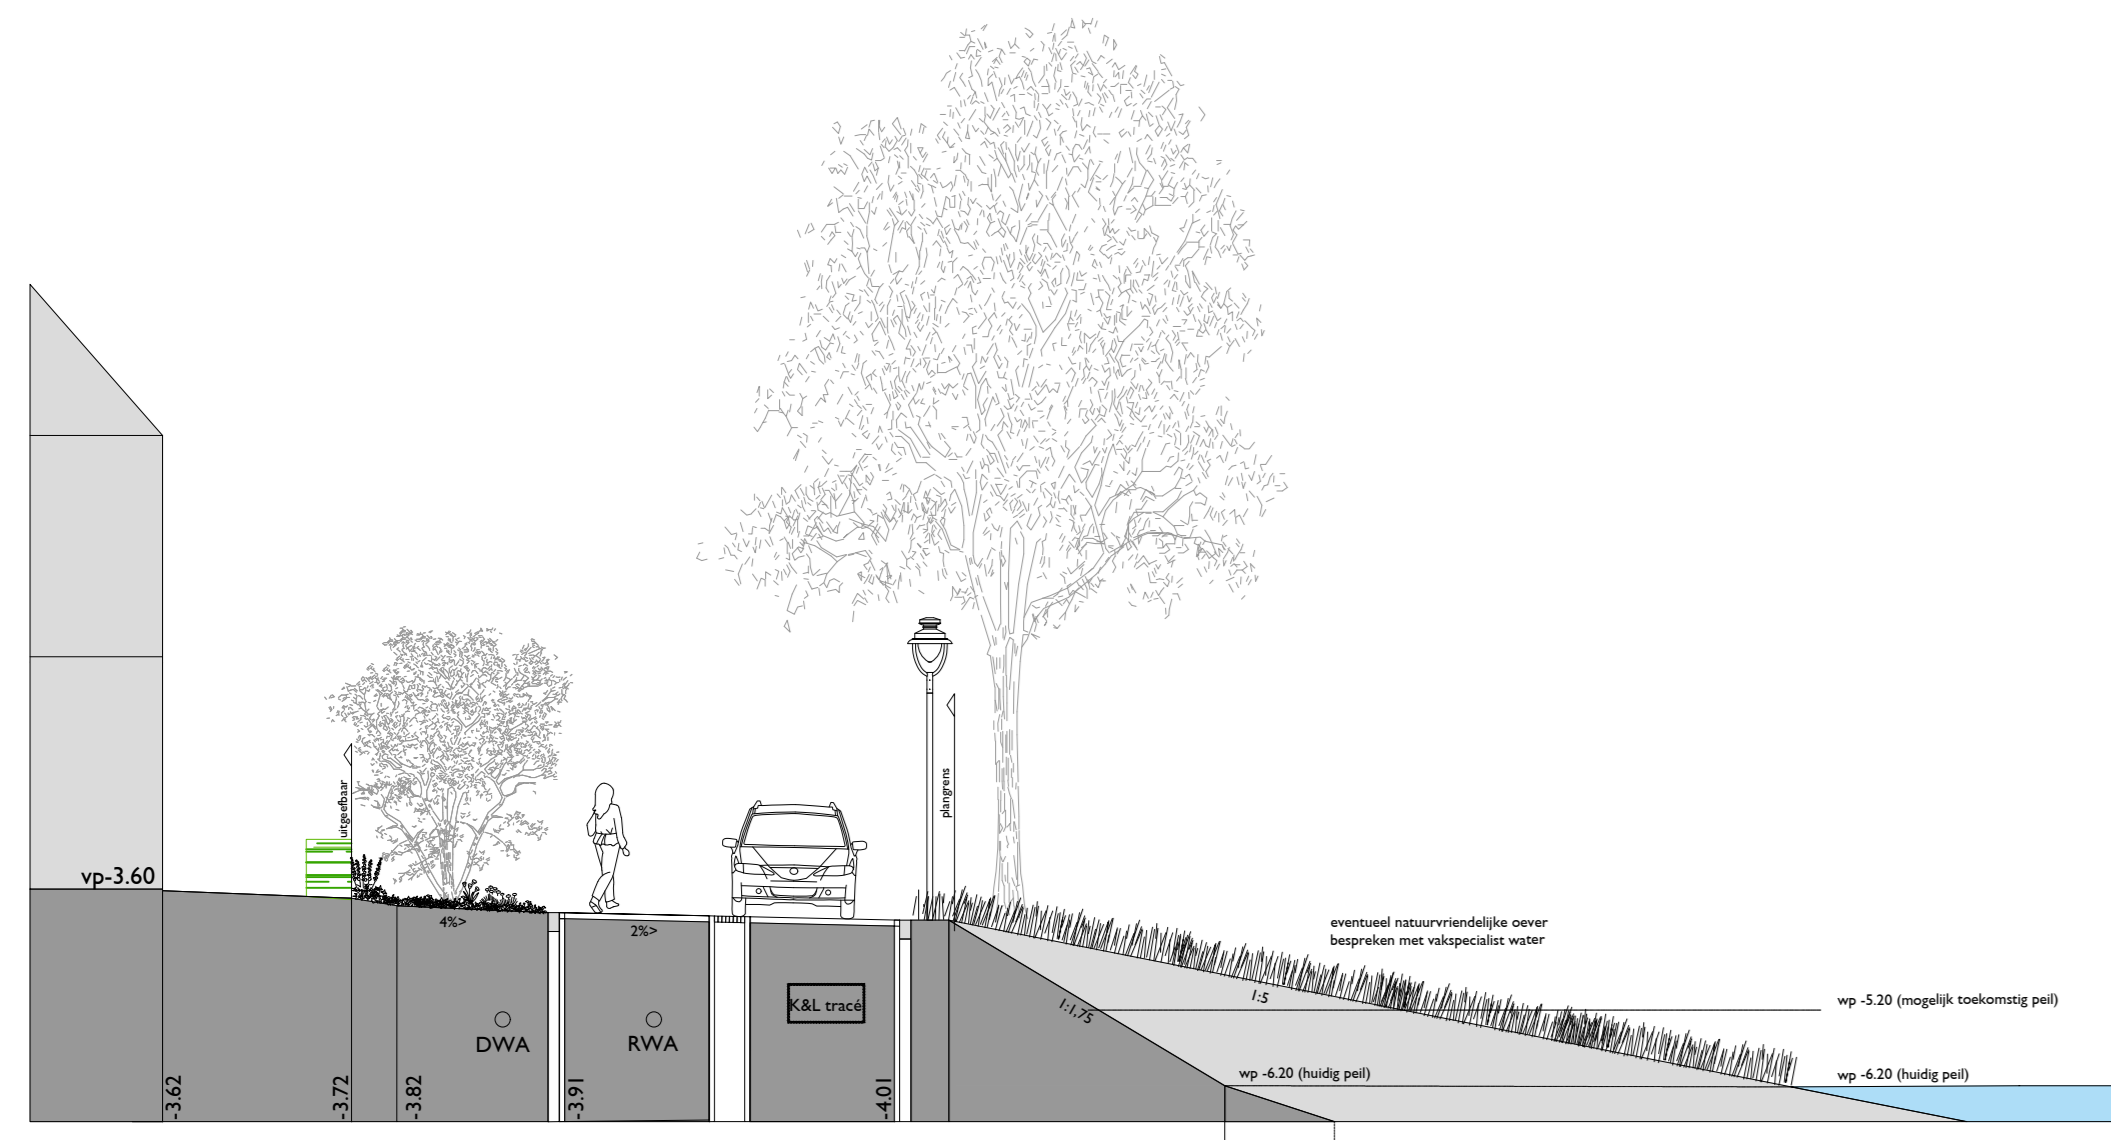 uitgeefbaar
plangrens
vp-3.60
4%>
2%>
eventueel natuurvriendelijke oever
bespreken met vakspecialist water
K&L tracé
1:5
1:1,75
wp -5.20 (mogelijk toekomstig peil)
DWA
RWA
wp -6.20 (huidig peil)
wp -6.20 (huidig peil)
-3.62
-3.72
-3.82
-3.91
-4.01